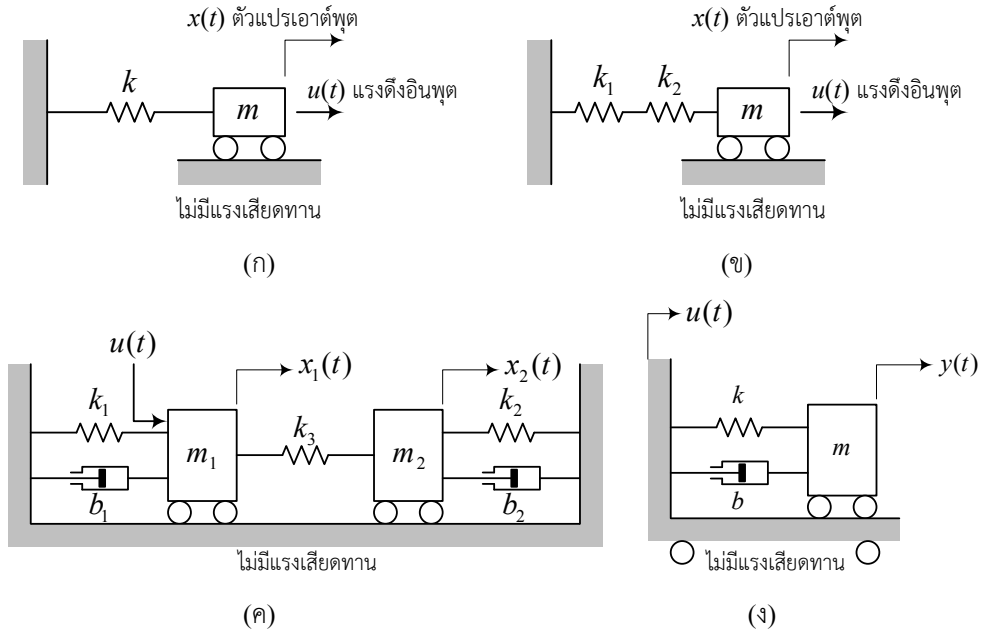 x(t) ตัวแปรเอาต์พุต
k
m
u(t) แรงดึงอินพุต
ไม่มีแรงเสียดทาน
(ก)
x(t) ตัวแปรเอาต์พุต
k₁
k₂
m
u(t) แรงดึงอินพุต
ไม่มีแรงเสียดทาน
(ข)
u(t)
x₁(t)
x₂(t)
k₁
k₃
k₂
m₁
m₂
b₁
b₂
ไม่มีแรงเสียดทาน
(ค)
u(t)
y(t)
k
m
b
ไม่มีแรงเสียดทาน
(ง)